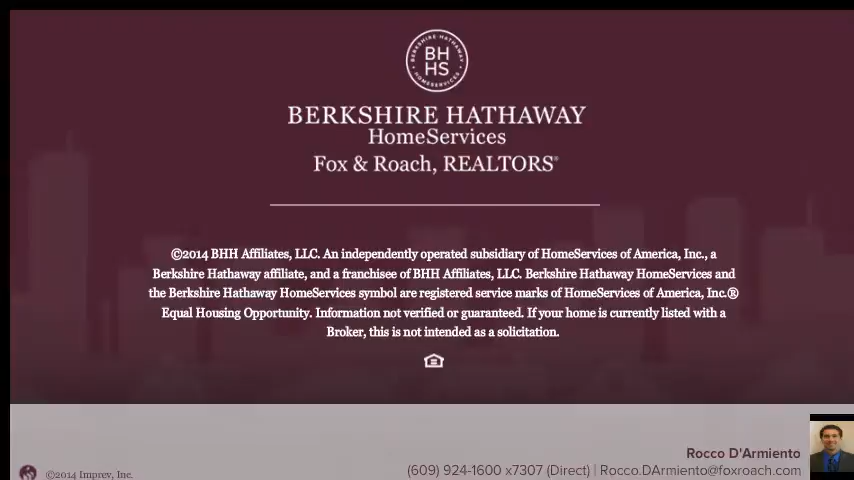 BERKSHIRE HATHAWAY
HOMESERVICES
BH
HS
BERKSHIRE HATHAWAY
HomeServices
Fox & Roach, REALTORS®
©2014 BHH Affiliates, LLC. An independently operated subsidiary of HomeServices of America, Inc., a
Berkshire Hathaway affiliate, and a franchisee of BHH Affiliates, LLC. Berkshire Hathaway HomeServices and
the Berkshire Hathaway HomeServices symbol are registered service marks of HomeServices of America, Inc.®
Equal Housing Opportunity. Information not verified or guaranteed. If your home is currently listed with a
Broker, this is not intended as a solicitation.
Rocco D'Armiento
(609) 924-1600 x7307 (Direct) | Rocco.DArmiento@foxroach.com
©2014 Imprev, Inc.